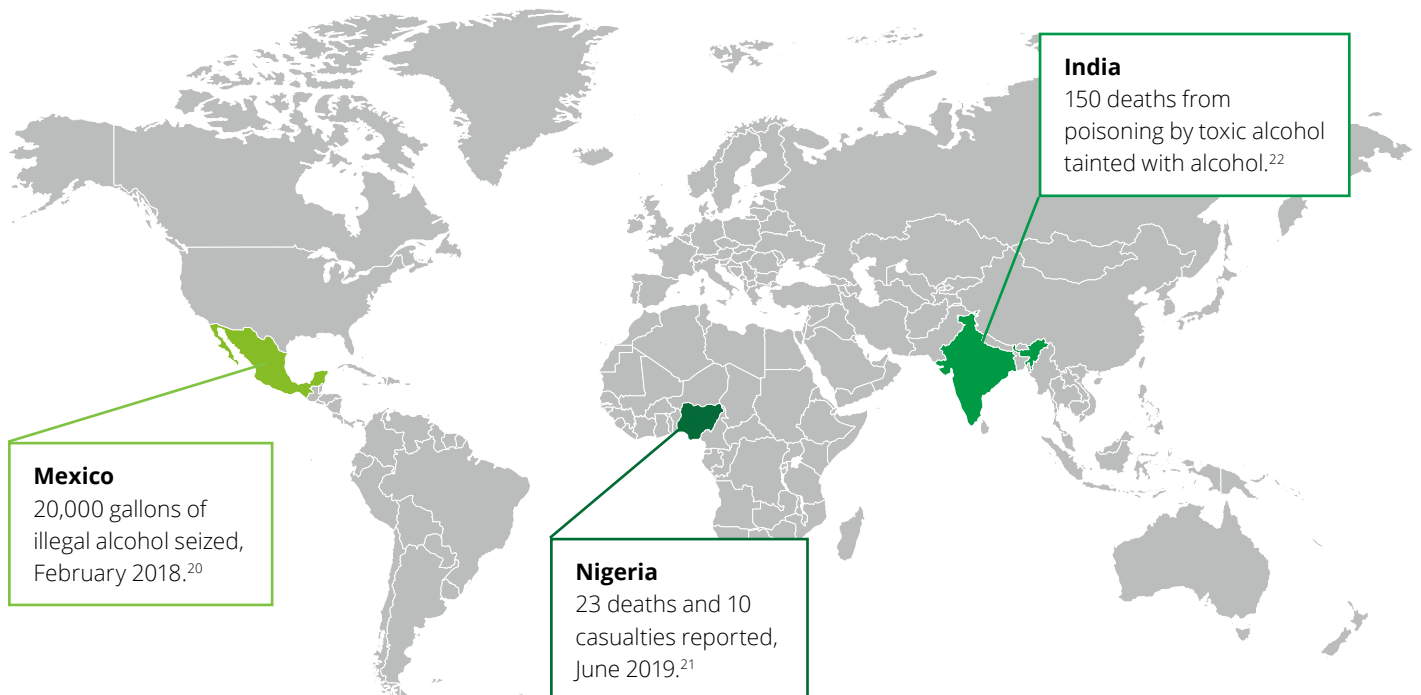 India
150 deaths from
poisoning by toxic alcohol
tainted with alcohol.22
Mexico
20,000 gallons of
illegal alcohol seized,
February 2018.20
Nigeria
23 deaths and 10
casualties reported,
June 2019.21